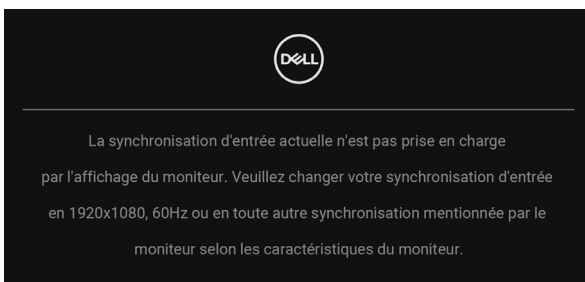 DELL
La synchronisation d'entrée actuelle n'est pas prise en charge
par l'affichage du moniteur. Veuillez changer votre synchronisation d'entrée
en 1920x1080, 60Hz ou en toute autre synchronisation mentionnée par le
moniteur selon les caractéristiques du moniteur.